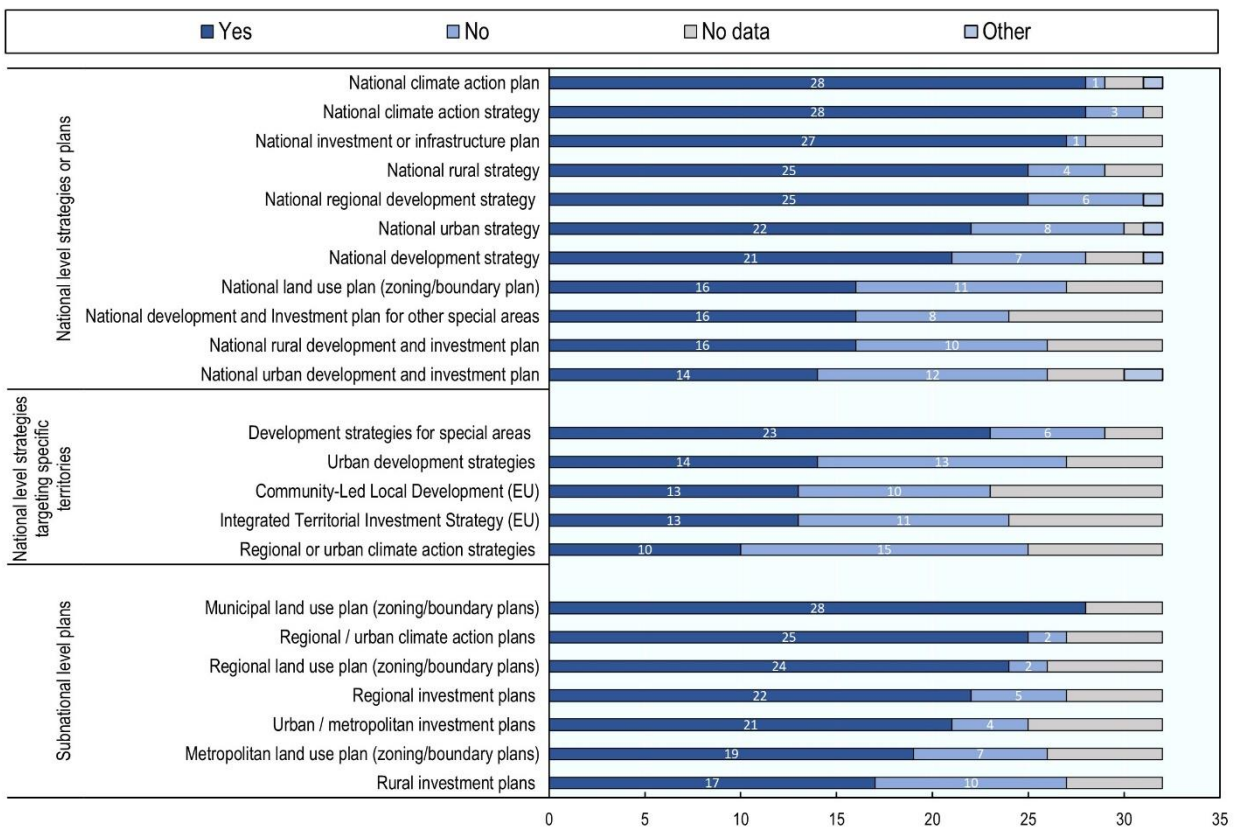 Yes No No data Other
National level strategies or plans
National climate action plan 28 1
National climate action strategy 28 3
National investment or infrastructure plan 27 1
National rural strategy 25 4
National regional development strategy 25 6
National urban strategy 22 8
National development strategy 21 7
National land use plan (zoning/boundary plan) 16 11
National development and Investment plan for other special areas 16 8
National rural development and investment plan 16 10
National urban development and investment plan 14 12
National level strategies
targeting specific
territories
Development strategies for special areas 23 6
Urban development strategies 14 13
Community-Led Local Development (EU) 13 10
Integrated Territorial Investment Strategy (EU) 13 11
Regional or urban climate action strategies 10 15
Subnational level plans
Municipal land use plan (zoning/boundary plans) 28
Regional / urban climate action plans 25 2
Regional land use plan (zoning/boundary plans) 24 2
Regional investment plans 22 5
Urban / metropolitan investment plans 21 4
Metropolitan land use plan (zoning/boundary plans) 19 7
Rural investment plans 17 10
0 5 10 15 20 25 30 35